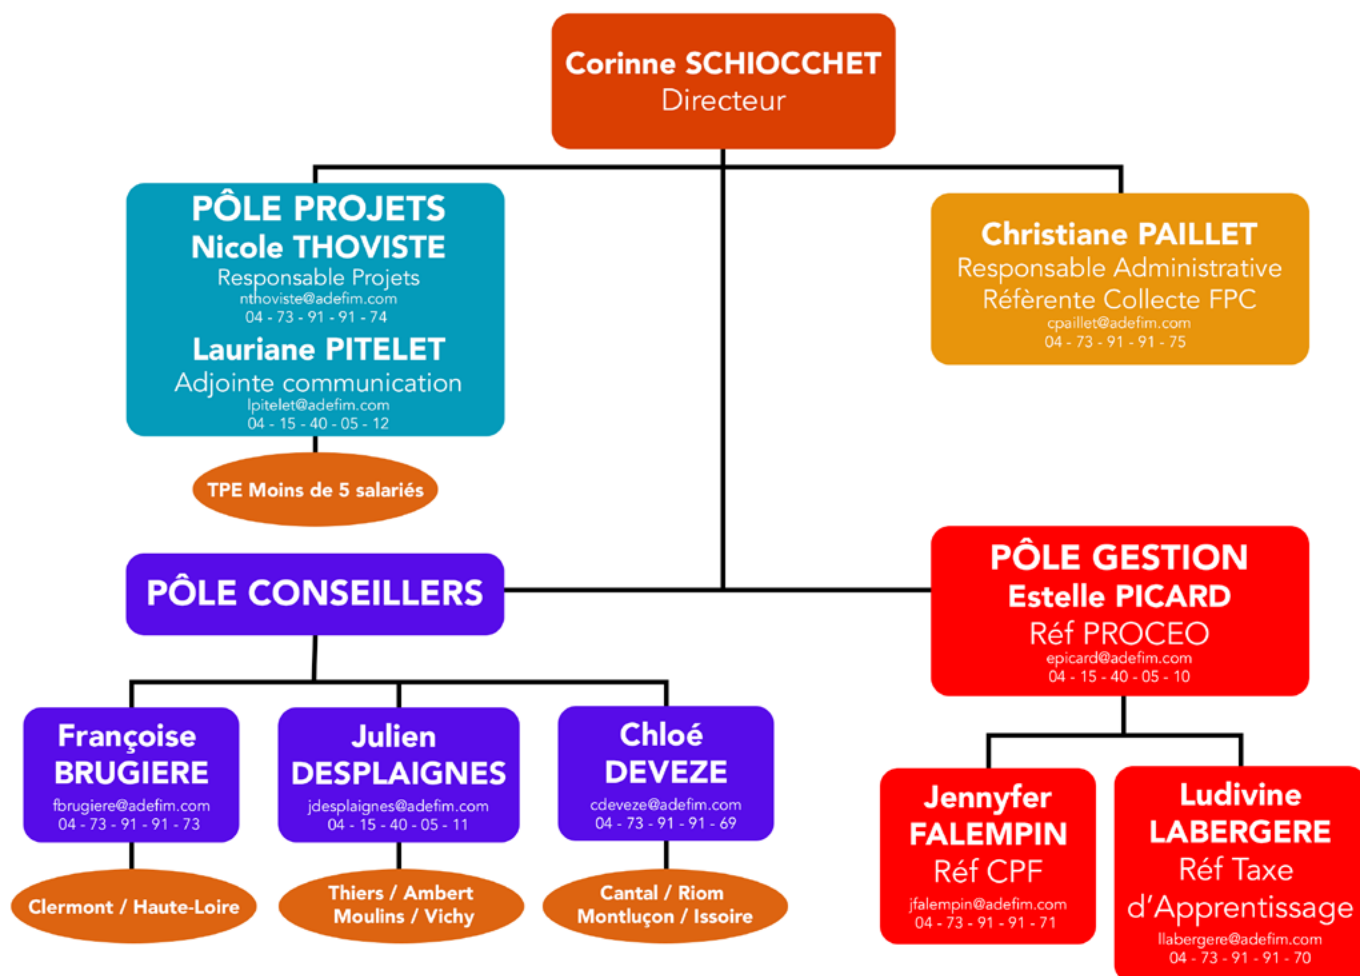 Corinne SCHIOCCHET
Directeur
PÔLE PROJETS
Nicole THOVISTE
Responsable Projets
nthoviste@adefim.com
04 - 73 - 91 - 91 - 74
Lauriane PITELET
Adjointe communication
lpitelet@adefim.com
04 - 15 - 40 - 05 - 12
TPE Moins de 5 salariés
Christiane PAILLET
Responsable Administrative
Réfèrente Collecte FPC
cpaillet@adefim.com
04 - 73 - 91 - 91 - 75
PÔLE CONSEILLERS
PÔLE GESTION
Estelle PICARD
Réf PROCEO
epicard@adefim.com
04 - 15 - 40 - 05 - 10
Françoise
BRUGIERE
fbrugiere@adefim.com
04 - 73 - 91 - 91 - 73
Clermont / Haute-Loire
Julien
DESPLAIGNES
jdesplaignes@adefim.com
04 - 15 - 40 - 05 - 11
Thiers / Ambert
Moulins / Vichy
Chloé
DEVEZE
cdeveze@adefim.com
04 - 73 - 91 - 91 - 69
Cantal / Riom
Montluçon / Issoire
Jennyfer
FALEMPIN
Réf CPF
jfalempin@adefim.com
04 - 73 - 91 - 91 - 71
Ludivine
LABERGERE
Réf Taxe
d'Apprentissage
llabergere@adefim.com
04 - 73 - 91 - 91 - 70